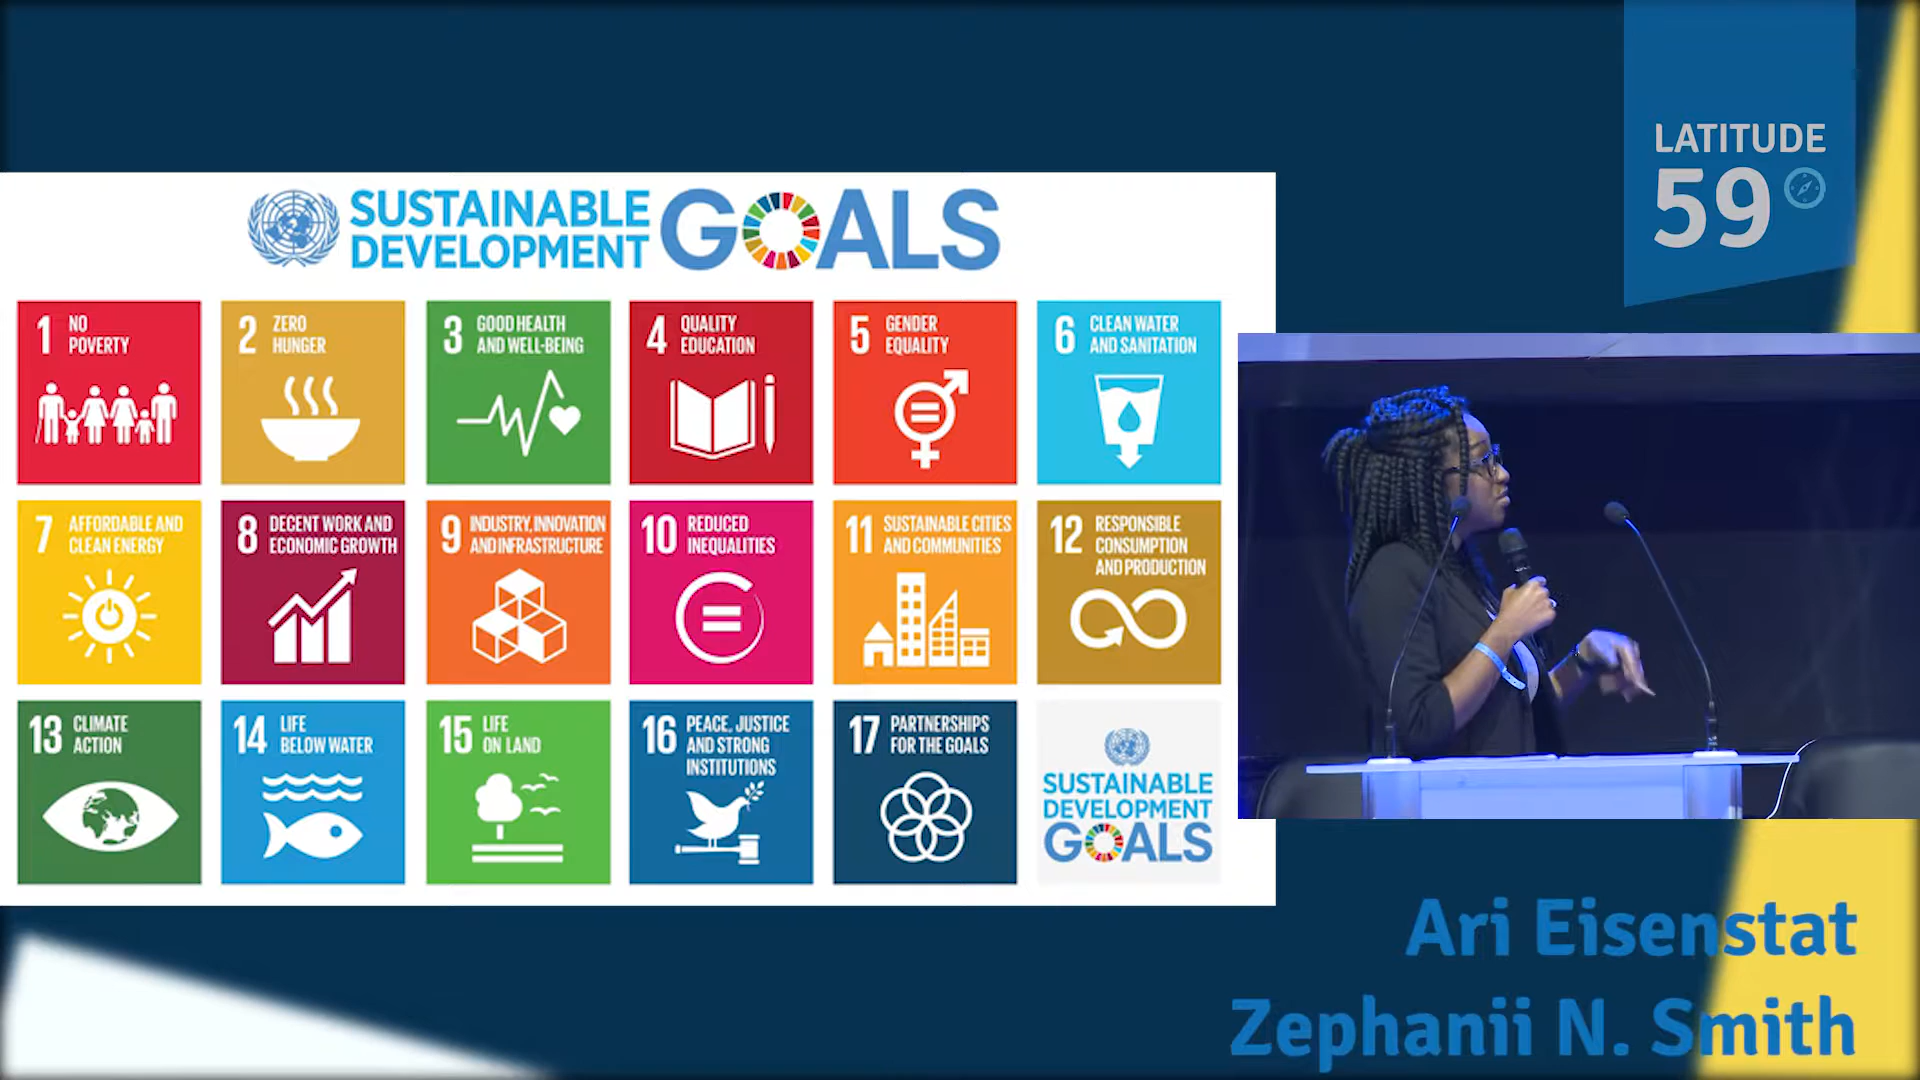 LATITUDE
59
SUSTAINABLE
DEVELOPMENT
GOALS
1 NO
POVERTY
2 ZERO
HUNGER
3 GOOD HEALTH
AND WELL-BEING
4 QUALITY
EDUCATION
5 GENDER
EQUALITY
6 CLEAN WATER
AND SANITATION
7 AFFORDABLE AND
CLEAN ENERGY
8 DECENT WORK AND
ECONOMIC GROWTH
9 INDUSTRY, INNOVATION
AND INFRASTRUCTURE
10 REDUCED
INEQUALITIES
11 SUSTAINABLE CITIES
AND COMMUNITIES
12 RESPONSIBLE
CONSUMPTION
AND PRODUCTION
13 CLIMATE
ACTION
14 LIFE
BELOW WATER
15 LIFE
ON LAND
16 PEACE, JUSTICE
AND STRONG
INSTITUTIONS
17 PARTNERSHIPS
FOR THE GOALS
SUSTAINABLE
DEVELOPMENT
GOALS
Ari Eisenstat
Zephanii N. Smith